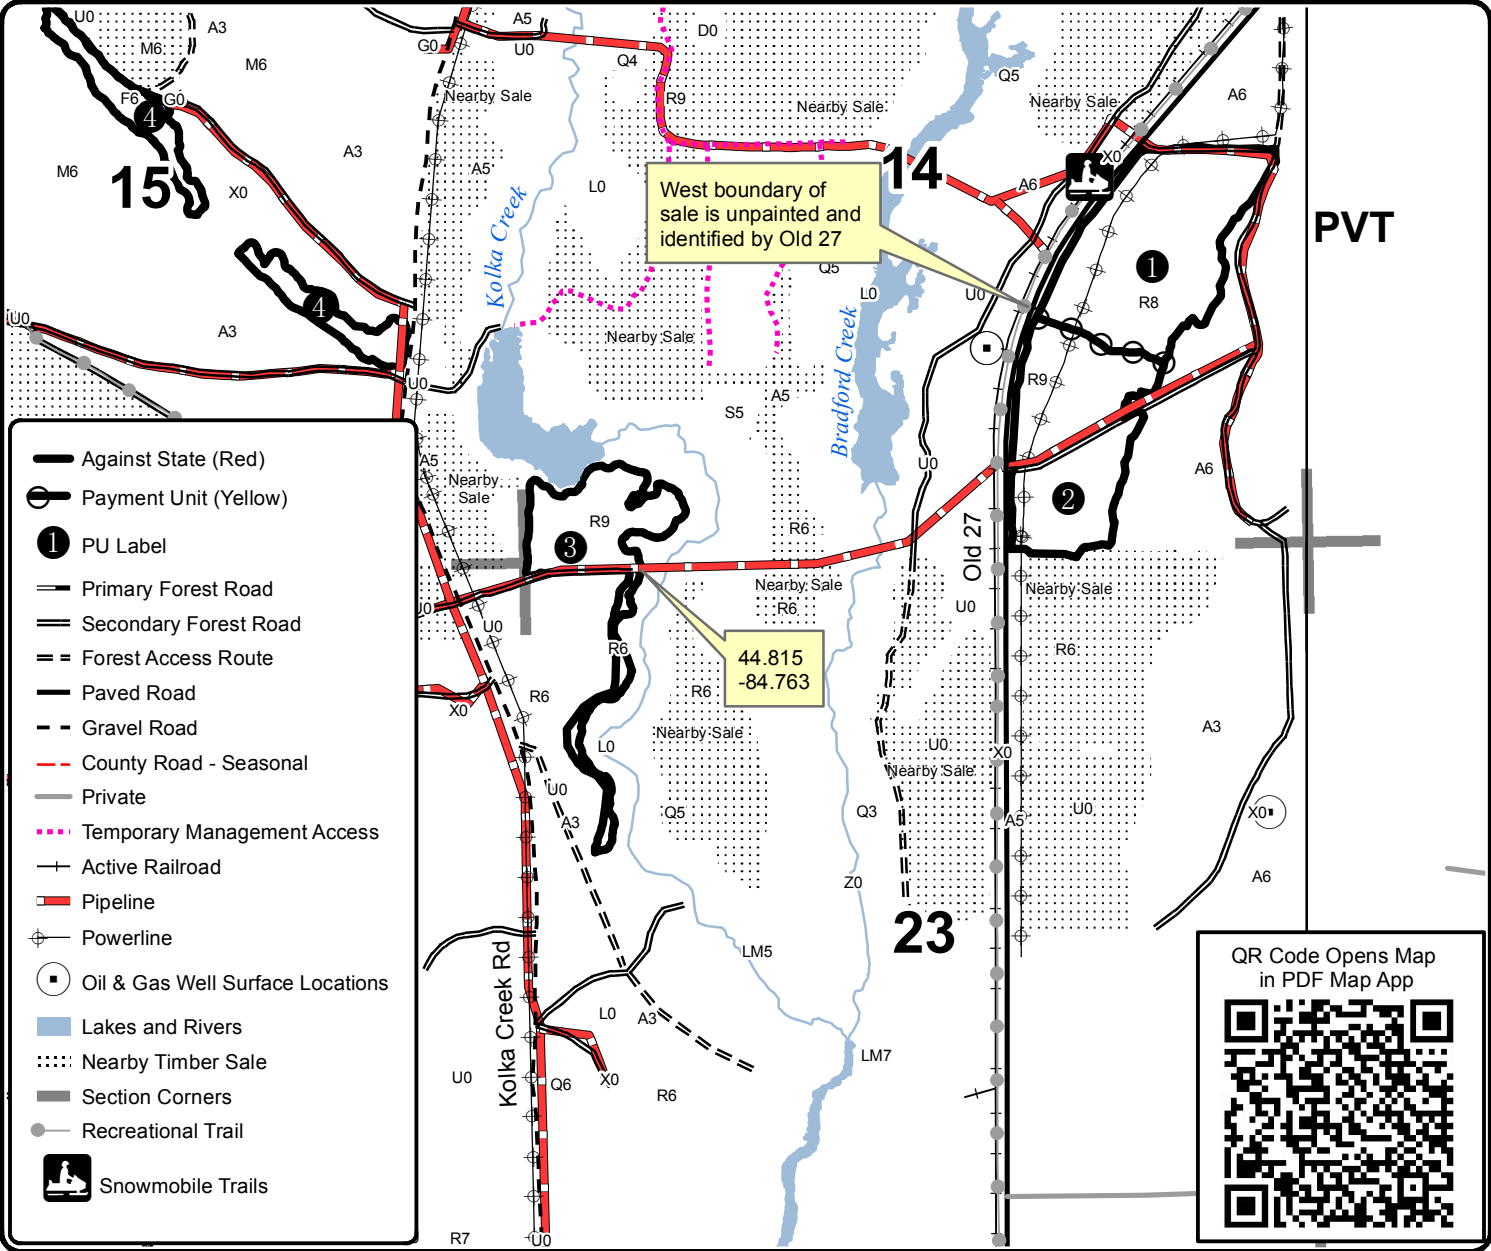 U0
A3
M6
M6
F6
G0
4
M6
15
X0
A3
A3
4
U0
A5
G0
U0
Nearby Sale
A5
Kolka Creek
U0
D0
Q4
R9
Nearby Sale
L0
Q5
Nearby Sale
A6
14
X0
A6
West boundary of
sale is unpainted and
identified by Old 27
Q5
L0
U0
1
R8
PVT
Nearby Sale
Bradford Creek
R9
S5
A5
U0
A6
A5
Nearby
Sale
R9
3
R6
Old 27
2
U0
Nearby Sale
R6
U0
Nearby Sale
U0
R6
R6
44.815
-84.763
R6
R6
X0
L0
Nearby Sale
U0
Nearby Sale
X0
A3
U0
A3
Q5
Q3
A5
U0
X0
Z0
A6
23
LM5
Kolka Creek Rd
L0
A3
LM7
U0
Q6
X0
R6
R7
U0
Against State (Red)
Payment Unit (Yellow)
1 PU Label
Primary Forest Road
Secondary Forest Road
Forest Access Route
Paved Road
Gravel Road
County Road - Seasonal
Private
Temporary Management Access
Active Railroad
Pipeline
Powerline
Oil & Gas Well Surface Locations
Lakes and Rivers
Nearby Timber Sale
Section Corners
Recreational Trail
Snowmobile Trails
QR Code Opens Map
in PDF Map App